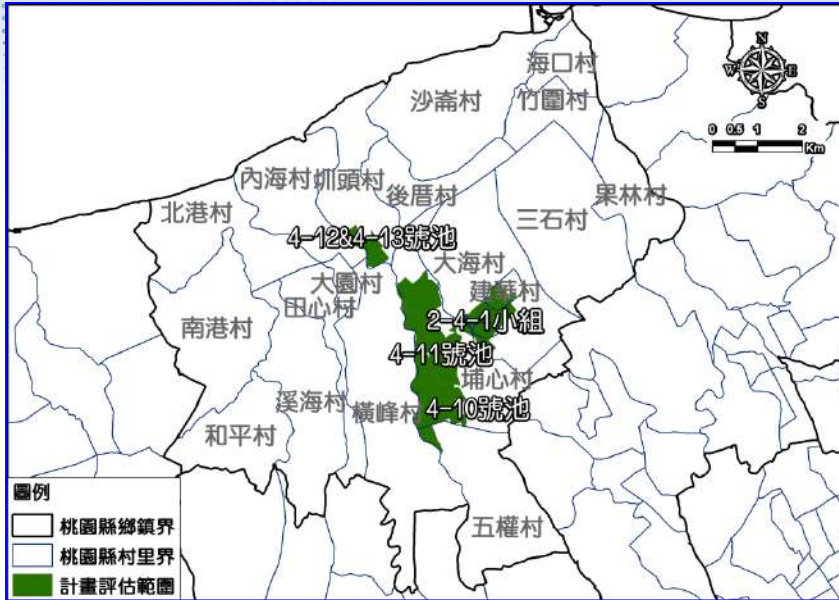 海口村
N
W E
S
沙崙村
竹圍村
0 0.5 1 2
Km
內海村
圳頭村
後厝村
果林村
北港村
三石村
4-12&4-13號池
大海村
大園村
建華村
田心村
2-4-1小組
南港村
4-11號池
埔心村
溪海村
橫峰村
4-10號池
和平村
圖例
五權村
桃園縣鄉鎮界
桃園縣村里界
計畫評估範圍